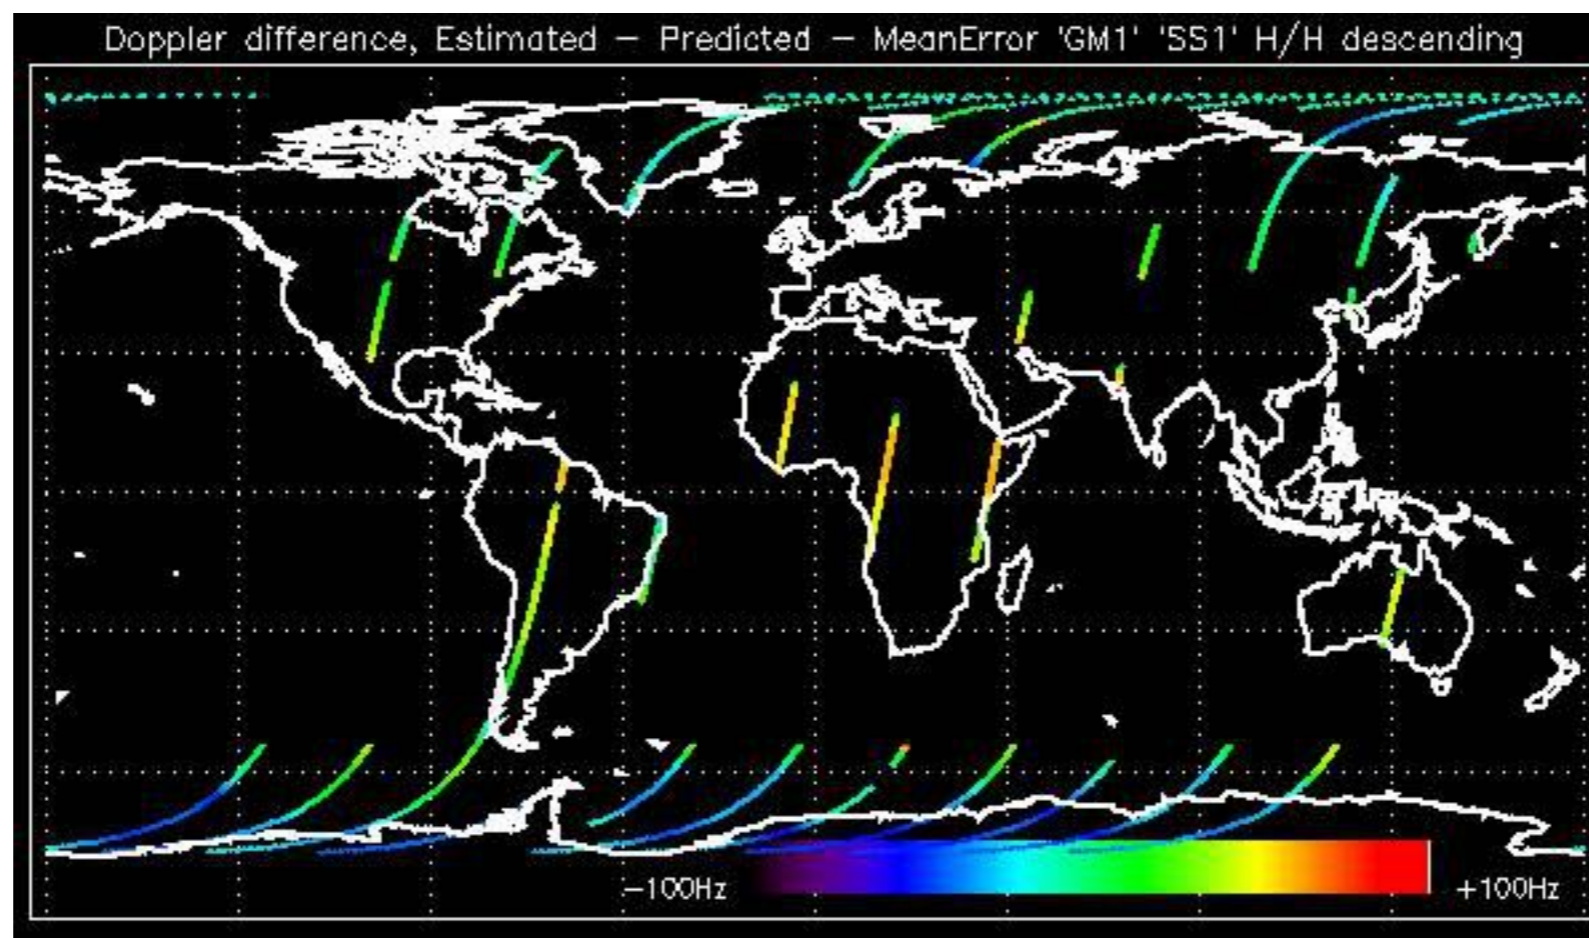 Doppler difference, Estimated – Predicted – MeanError 'GM1' 'SS1' H/H descending
−100Hz +100Hz